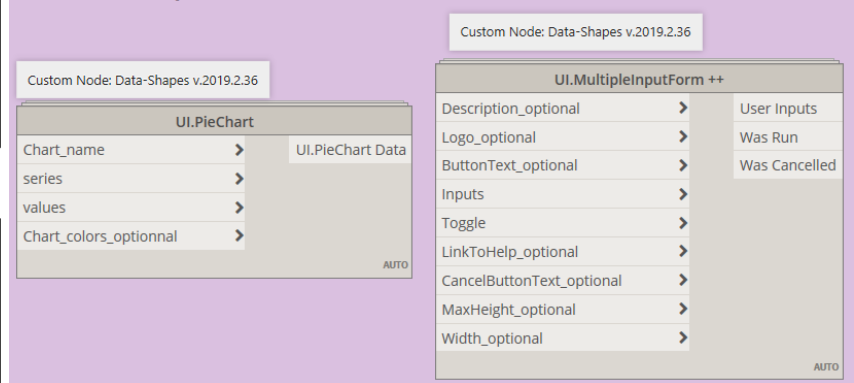 Custom Node: Data-Shapes v.2019.2.36
UI.PieChart
Chart_name
UI.PieChart Data
series
values
Chart_colors_optionnal
AUTO
Custom Node: Data-Shapes v.2019.2.36
UI.MultipleInputForm ++
Description_optional
User Inputs
Logo_optional
Was Run
ButtonText_optional
Was Cancelled
Inputs
Toggle
LinkToHelp_optional
CancelButtonText_optional
MaxHeight_optional
Width_optional
AUTO